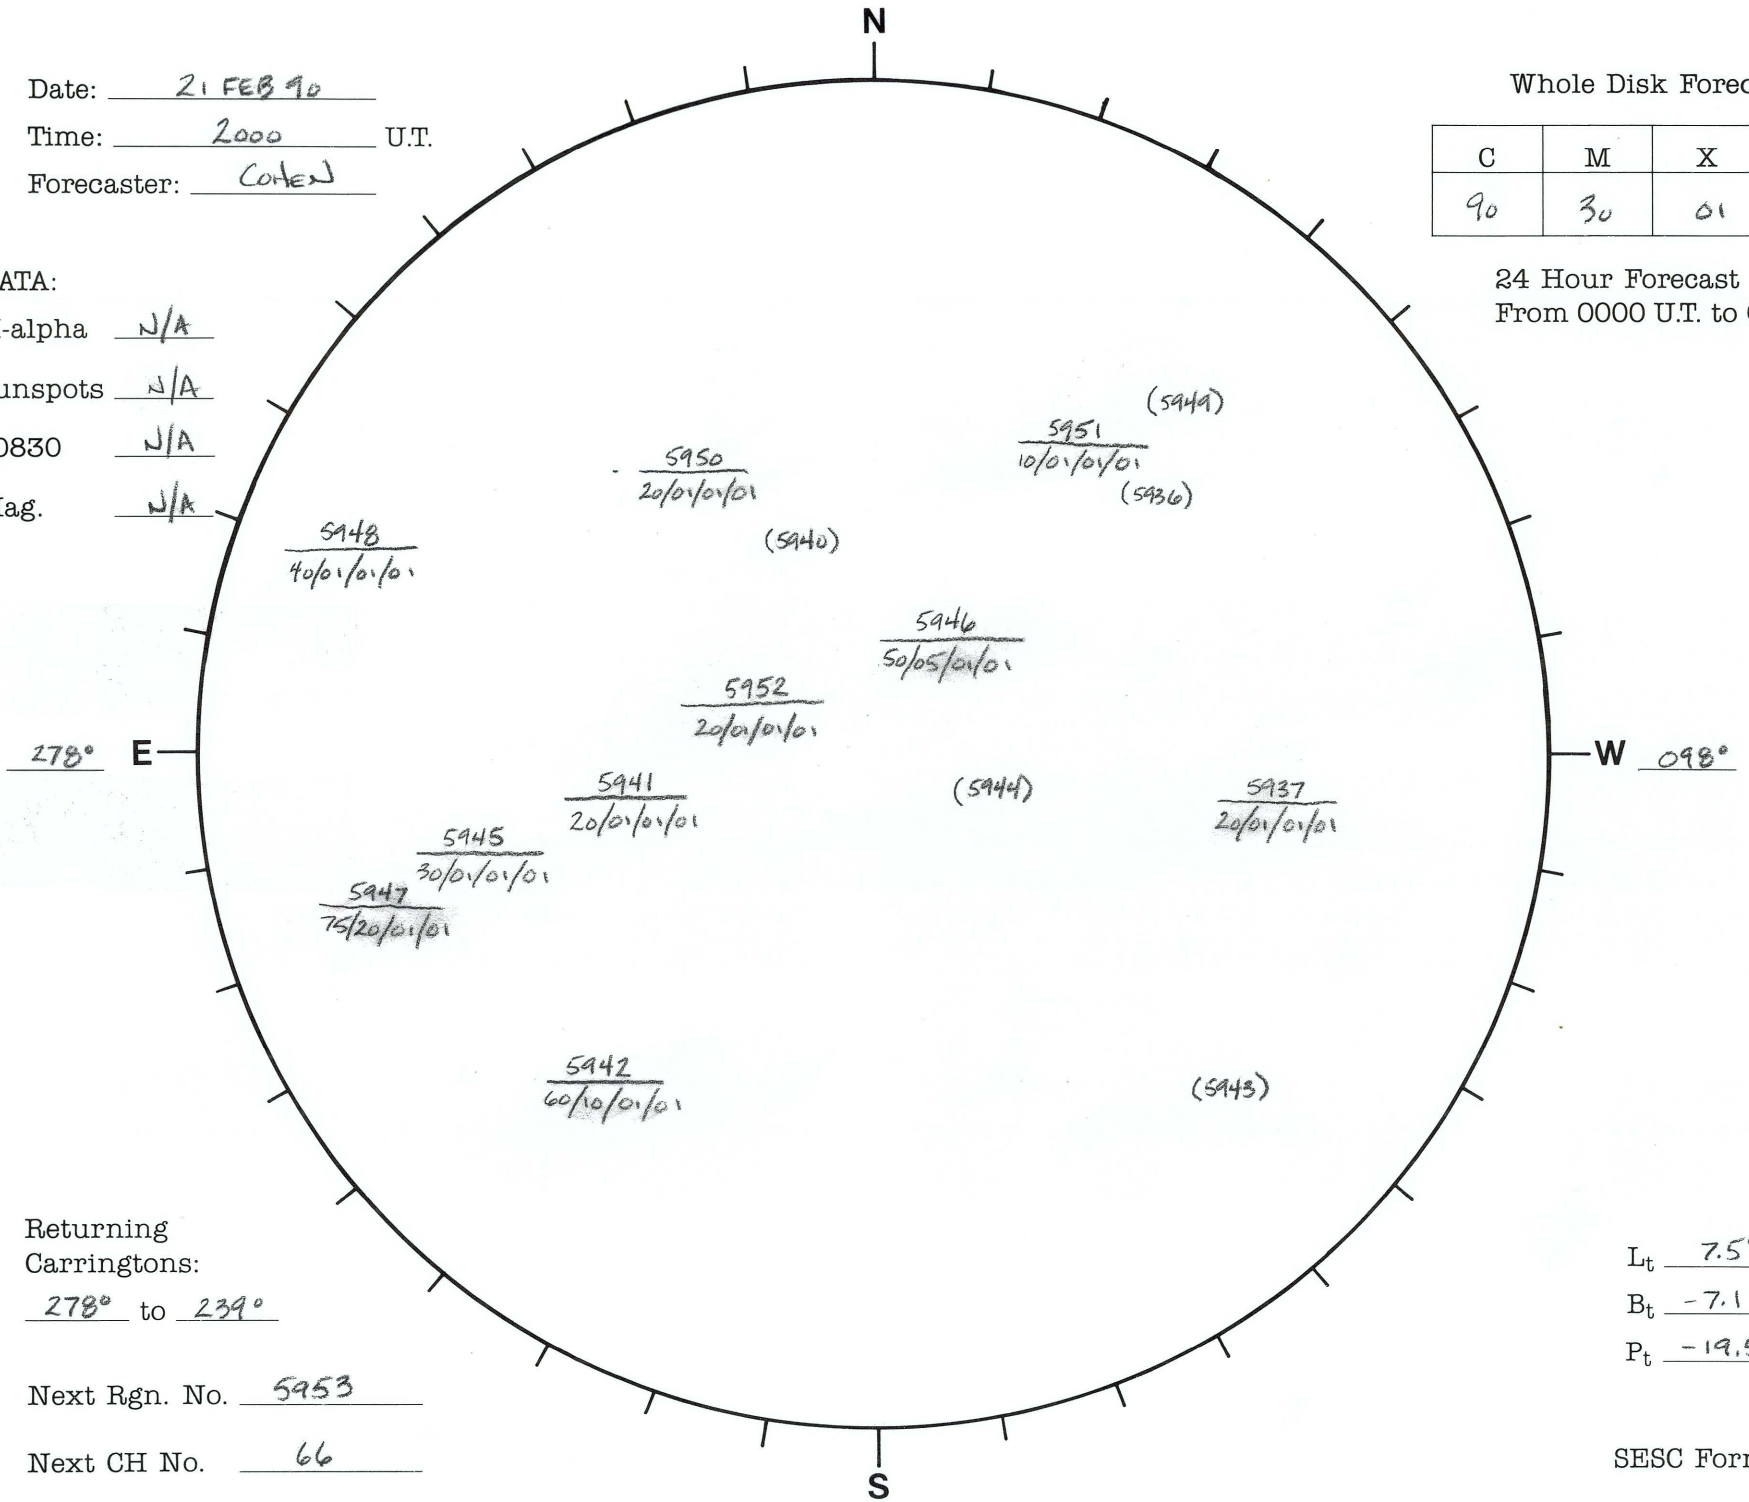 N
Date: 21 FEB 90
Time: 2000 U.T.
Forecaster: COHEN
Whole Disk Forec
C M X
90 30 01
24 Hour Forecast
From 0000 U.T. to
ATA:
-alpha N/A
unspots N/A
0830 N/A
ag. N/A
(5949)
5951
10/01/01/01
(5936)
5950
20/01/01/01
(5940)
5948
40/01/01/01
5946
50/05/01/01
5952
20/01/01/01
278° E
W 098°
5941
20/01/01/01
(5944)
5937
20/01/01/01
5945
30/01/01/01
5947
75/20/01/01
5942
60/10/01/01
(5943)
Returning
Carringtons:
278° to 239°
Lt 7.5°
Bt -7.1
Pt -19.5
Next Rgn. No. 5953
Next CH No. 66
SESC For
S